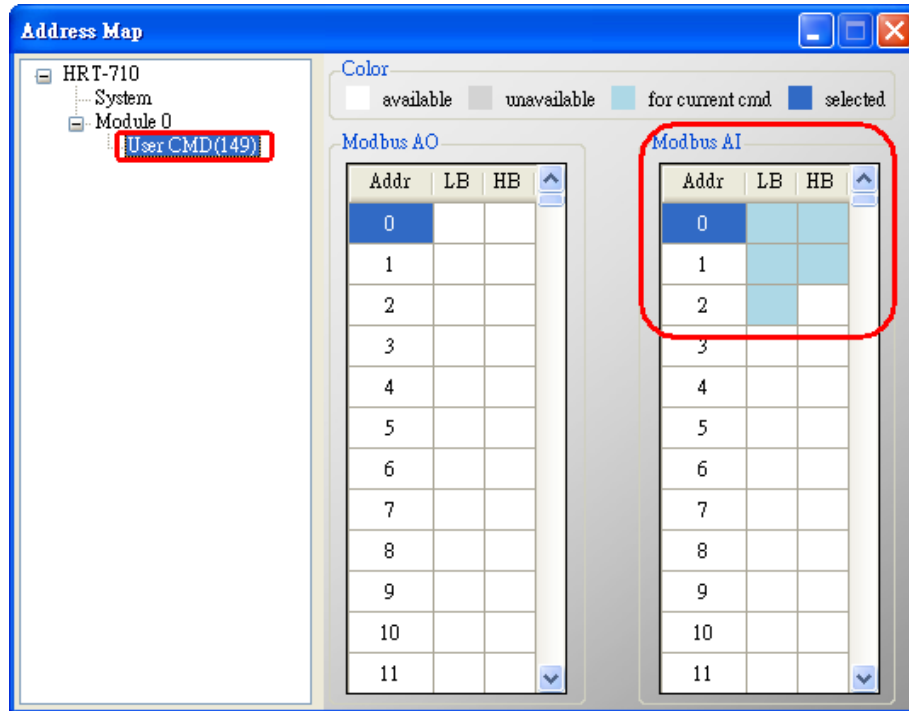 Address Map
HRT-710
System
Module 0
User CMD(149)
Color
available unavailable for current cmd selected
Modbus AO
Addr LB HB
0
1
2
3
4
5
6
7
8
9
10
11
Modbus AI
Addr LB HB
0
1
2
3
4
5
6
7
8
9
10
11